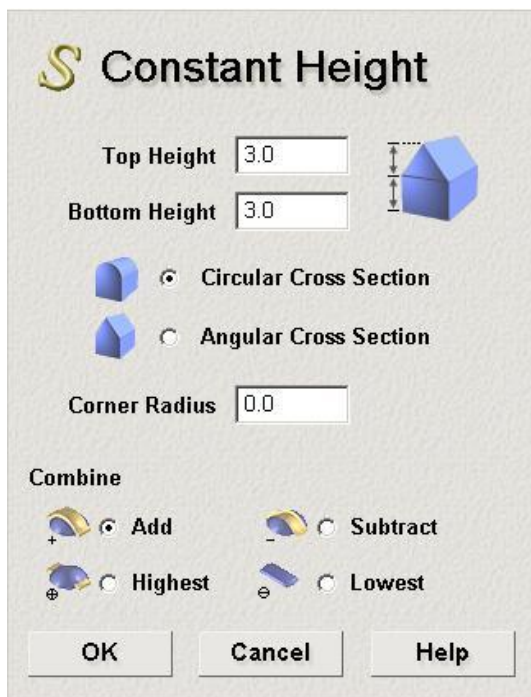 S Constant Height
Top Height 3.0
Bottom Height 3.0
Circular Cross Section
Angular Cross Section
Corner Radius 0.0
Combine
+ Add - Subtract
⊕ Highest ⊖ Lowest
OK Cancel Help